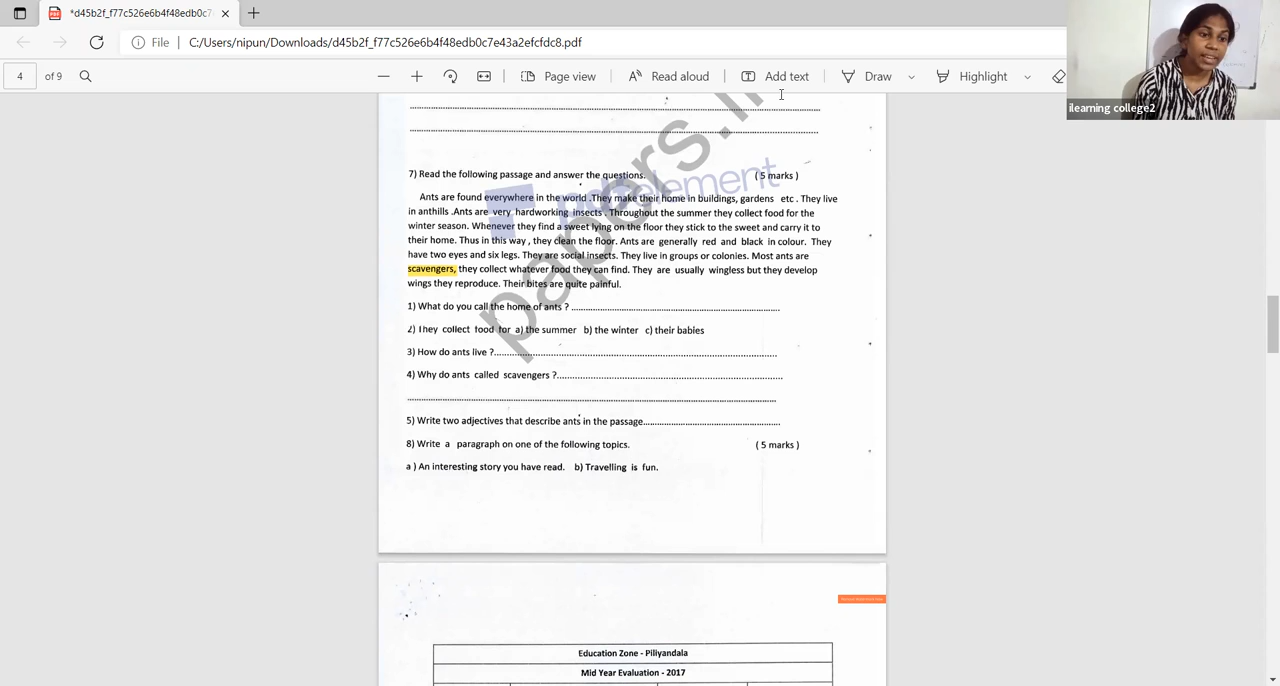 *d45b2f_f77c526e6b4f48edb0c7
File C:/Users/nipun/Downloads/d45b2f_f77c526e6b4f48edb0c7e43a2efcfdc8.pdf
4 of 9 Page view Read aloud Add text Draw Highlight
ilearning college2
7) Read the following passage and answer the questions. ( 5 marks )
Ants are found everywhere in the world .They make their home in buildings, gardens etc . They live
in anthills .Ants are very hardworking insects . Throughout the summer they collect food for the
winter season. Whenever they find a sweet lying on the floor they stick to the sweet and carry it to
their home. Thus in this way , they clean the floor. Ants are generally red and black in colour. They
have two eyes and six legs. They are social insects. They live in groups or colonies. Most ants are
scavengers, they collect whatever food they can find. They are usually wingless but they develop
wings they reproduce. Their bites are quite painful.
1) What do you call the home of ants ? ................................................
2) They collect food for a) the summer b) the winter c) their babies
3) How do ants live ?................................................
4) Why do ants called scavengers ?................................................
5) Write two adjectives that describe ants in the passage................................
8) Write a paragraph on one of the following topics. ( 5 marks )
a ) An interesting story you have read. b) Travelling is fun.
papers.
element
Education Zone - Piliyandala
Mid Year Evaluation - 2017